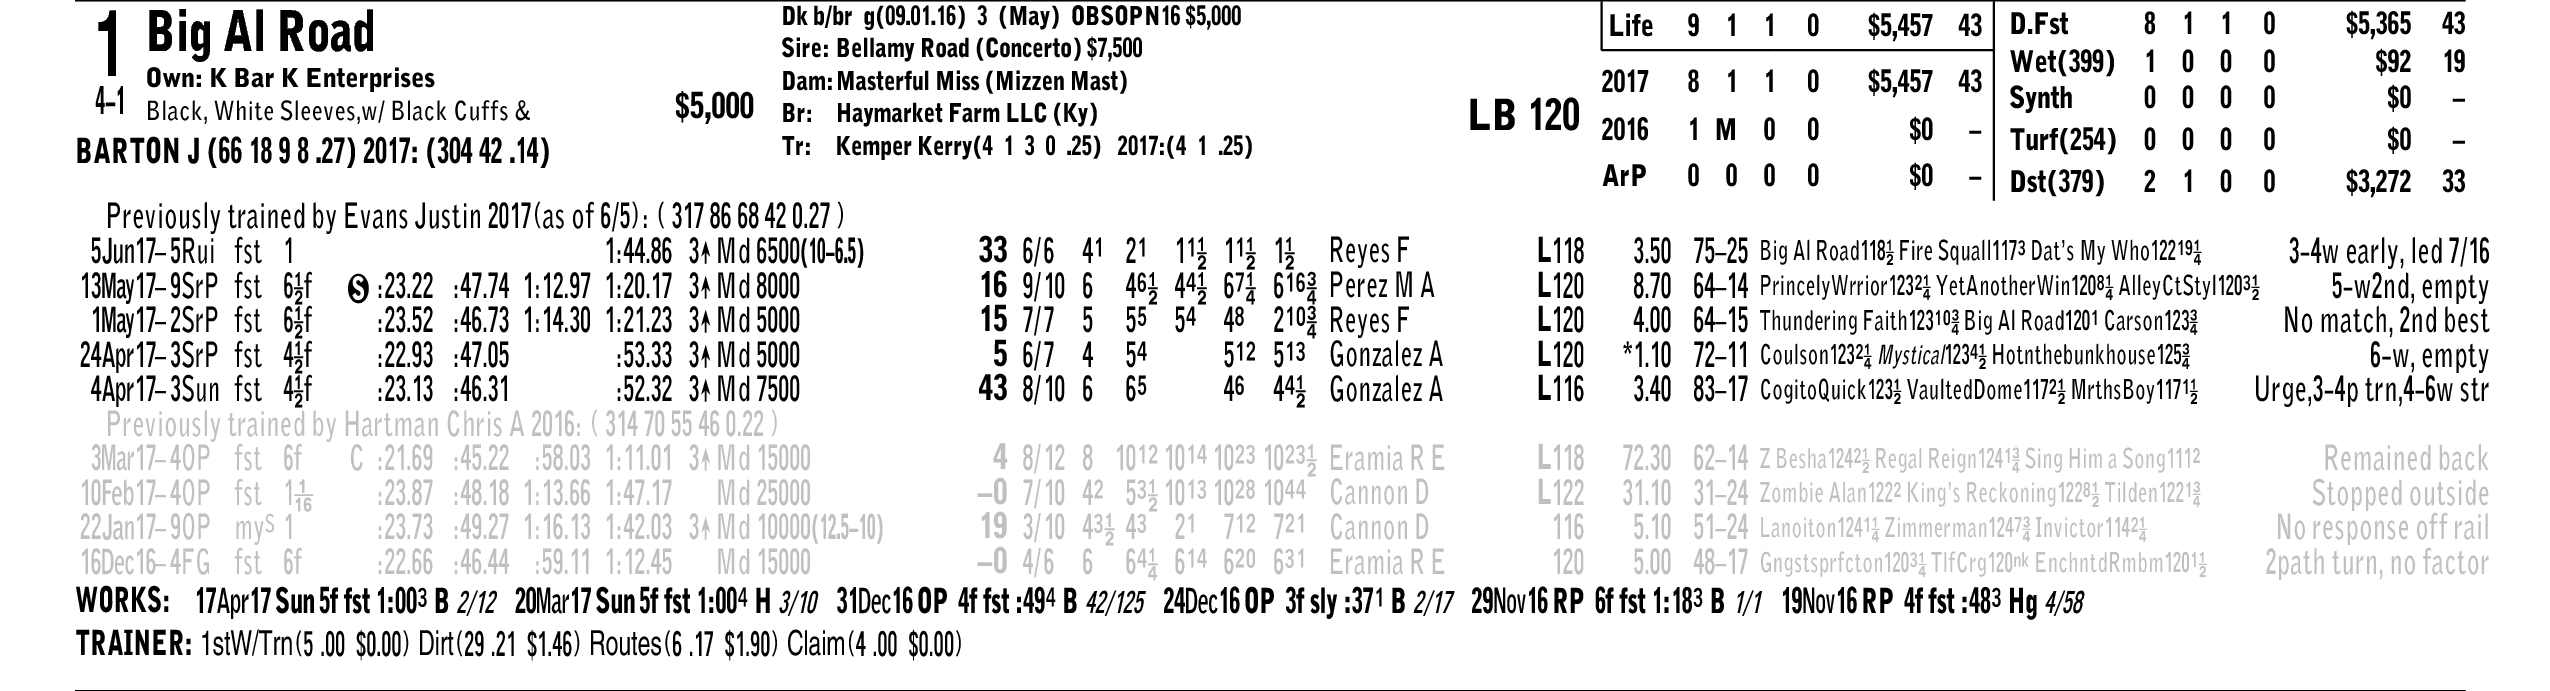 1 Big Al Road
Own: K Bar K Enterprises
4-1 Black, White Sleeves,w/ Black Cuffs & $5,000
BARTON J (66 18 9 8 .27) 2017: (304 42 .14)
Dk b/br g(09.01.16) 3 (May) OBSOPN16 $5,000
Sire: Bellamy Road (Concerto) $7,500
Dam: Masterful Miss (Mizzen Mast)
Br: Haymarket Farm LLC (Ky)
Tr: Kemper Kerry(4 1 3 0 .25) 2017:(4 1 .25)
LB 120
Life 9 1 1 0 $5,457 43
2017 8 1 1 0 $5,457 43
2016 1 M 0 0 $0 –
ArP 0 0 0 0 $0 –
D.Fst 8 1 1 0 $5,365 43
Wet(399) 1 0 0 0 $92 19
Synth 0 0 0 0 $0 –
Turf(254) 0 0 0 0 $0 –
Dst(379) 2 1 0 0 $3,272 33
Previously trained by Evans Justin 2017(as of 6/5): ( 317 86 68 42 0.27 )
5Jun17–5Rui fst 1 1:44.86 3↑ Md 6500(10–6.5) 33 6/6 4¹ 2¹ 1¹½ 1¹½ 1½ Reyes F L118 3.50 75–25 Big Al Road118½ Fire Squall117³ Dat's My Who122¹⁹¼ 3–4w early, led 7/16
13May17–9SrP fst 6½f Ⓢ :23.22 :47.74 1:12.97 1:20.17 3↑ Md 8000 16 9/10 6 4⁶½ 4⁴½ 6⁷¼ 6¹⁶¾ Perez M A L120 8.70 64–14 PrincelyWrrior123²¼ YetAnotherWin120⁸¼ AlleyCtStyl120³½ 5–w2nd, empty
1May17–2SrP fst 6½f :23.52 :46.73 1:14.30 1:21.23 3↑ Md 5000 15 7/7 5 5⁵ 5⁴ 4⁸ 2¹⁰¾ Reyes F L120 4.00 64–15 Thundering Faith123¹⁰¾ Big Al Road120¹ Carson123¾ No match, 2nd best
24Apr17–3SrP fst 4½f :22.93 :47.05 :53.33 3↑ Md 5000 5 6/7 4 5⁴ 5¹² 5¹³ Gonzalez A L120 *1.10 72–11 Coulson123²¼ Mystical123⁴½ Hotnthebunkhouse125¾ 6–w, empty
4Apr17–3Sun fst 4½f :23.13 :46.31 :52.32 3↑ Md 7500 43 8/10 6 6⁵ 4⁶ 4⁴½ Gonzalez A L116 3.40 83–17 CogitoQuick123½ VaultedDome117²½ MrthsBoy117¹½ Urge,3–4p trn,4–6w str
Previously trained by Hartman Chris A 2016: ( 314 70 55 46 0.22 )
3Mar17–4OP fst 6f C :21.69 :45.22 :58.03 1:11.01 3↑ Md 15000 4 8/12 8 10¹² 10¹⁴ 10²³ 10²³½ Eramia R E L118 72.30 62–14 Z Besha124²½ Regal Reign124¹¾ Sing Him a Song111² Remained back
10Feb17–4OP fst 1 1/16 :23.87 :48.18 1:13.66 1:47.17 Md 25000 –0 7/10 4² 5³½ 10¹³ 10²⁸ 10⁴⁴ Cannon D L122 31.10 31–24 Zombie Alan122² King's Reckoning122⁸½ Tilden122¹¾ Stopped outside
22Jan17–9OP myˢ 1 :23.73 :49.27 1:16.13 1:42.03 3↑ Md 10000(12.5–10) 19 3/10 4³½ 4³ 2¹ 7¹² 7²¹ Cannon D 116 5.10 51–24 Lanoiton124¹¼ Zimmerman124⁷¾ Invictor114²¼ No response off rail
16Dec16–4FG fst 6f :22.66 :46.44 :59.11 1:12.45 Md 15000 –0 4/6 6 6⁴¼ 6¹⁴ 6²⁰ 6³¹ Eramia R E 120 5.00 48–17 Gngstsprfcton120³¼ TlfCrg120ⁿᵏ EnchntdRmbm120¹½ 2path turn, no factor
WORKS: 17Apr17 Sun 5f fst 1:00³ B 2/12 20Mar17 Sun 5f fst 1:00⁴ H 3/10 31Dec16 OP 4f fst :49⁴ B 42/125 24Dec16 OP 3f sly :37¹ B 2/17 29Nov16 RP 6f fst 1:18³ B 1/1 19Nov16 RP 4f fst :48³ Hg 4/58
TRAINER: 1stW/Trn(5 .00 $0.00) Dirt(29 .21 $1.46) Routes(6 .17 $1.90) Claim(4 .00 $0.00)